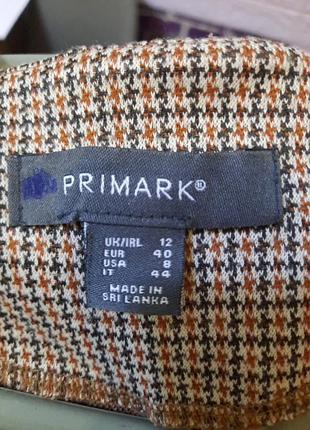 PRIMARK®
UK/IRL 12
EUR 40
USA 8
IT 44
MADE IN
SRI LANKA